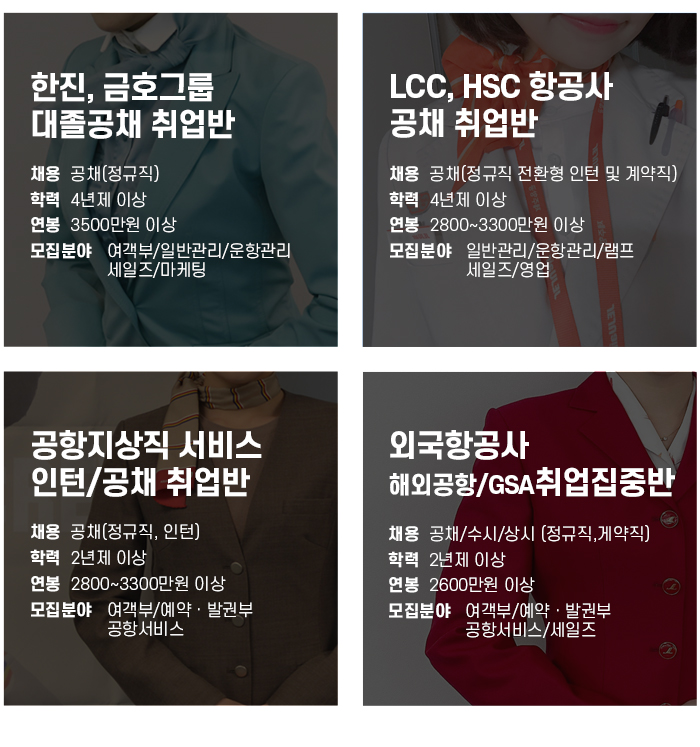 한진, 금호그룹
대졸공채 취업반
채용 공채(정규직)
학력 4년제 이상
연봉 3500만원 이상
모집분야 여객부/일반관리/운항관리
세일즈/마케팅
LCC, HSC 항공사
공채 취업반
채용 공채(정규직 전환형 인턴 및 계약직)
학력 4년제 이상
연봉 2800~3300만원 이상
모집분야 일반관리/운항관리/램프
세일즈/영업
공항지상직 서비스
인턴/공채 취업반
채용 공채(정규직, 인턴)
학력 2년제 이상
연봉 2800~3300만원 이상
모집분야 여객부/예약 · 발권부
공항서비스
외국항공사
해외공항/GSA취업집중반
채용 공채/수시/상시 (정규직,계약직)
학력 2년제 이상
연봉 2600만원 이상
모집분야 여객부/예약 · 발권부
공항서비스/세일즈